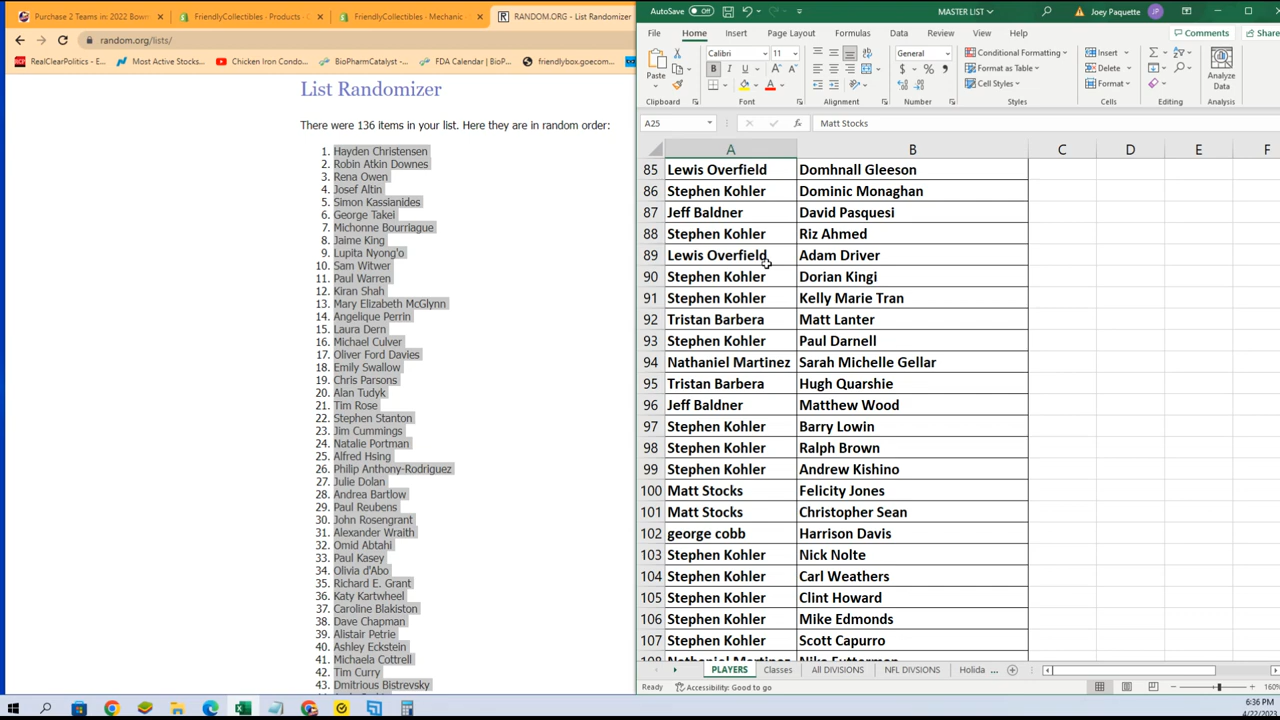 Purchase 2 Teams in: 2022 Bowm
FriendlyCollectibles - Products
FriendlyCollectibles - Mechanic
RANDOM.ORG - List Randomizer
random.org/lists/
RealClearPolitics - E...
Most Active Stocks...
Chicken Iron Condo...
BioPharmCatalyst -...
FDA Calendar | BioP...
friendlybox.goecom...
List Randomizer
There were 136 items in your list. Here they are in random order:
1. Hayden Christensen
2. Robin Atkin Downes
3. Rena Owen
4. Josef Altin
5. Simon Kassianides
6. George Takei
7. Michonne Bourriague
8. Jaime King
9. Lupita Nyong'o
10. Sam Witwer
11. Paul Warren
12. Kiran Shah
13. Mary Elizabeth McGlynn
14. Angelique Perrin
15. Laura Dern
16. Michael Culver
17. Oliver Ford Davies
18. Emily Swallow
19. Chris Parsons
20. Alan Tudyk
21. Tim Rose
22. Stephen Stanton
23. Jim Cummings
24. Natalie Portman
25. Alfred Hsing
26. Philip Anthony-Rodriguez
27. Julie Dolan
28. Andrea Bartlow
29. Paul Reubens
30. John Rosengrant
31. Alexander Wraith
32. Omid Abtahi
33. Paul Kasey
34. Olivia d'Abo
35. Richard E. Grant
36. Katy Kartwheel
37. Caroline Blakiston
38. Dave Chapman
39. Alistair Petrie
40. Ashley Eckstein
41. Michaela Cottrell
42. Tim Curry
43. Dmitrious Bistrevsky
AutoSave Off MASTER LIST Joey Paquette JP
File Home Insert Page Layout Formulas Data Review View Help Comments Share
Paste Calibri 11 General Conditional Formatting Insert Analyze Data
Format as Table Delete
Cell Styles Format
Clipboard Font Alignment Number Styles Cells Editing Analysis
A25 Matt Stocks
A B C D E F
85 Lewis Overfield Domhnall Gleeson
86 Stephen Kohler Dominic Monaghan
87 Jeff Baldner David Pasquesi
88 Stephen Kohler Riz Ahmed
89 Lewis Overfield Adam Driver
90 Stephen Kohler Dorian Kingi
91 Stephen Kohler Kelly Marie Tran
92 Tristan Barbera Matt Lanter
93 Stephen Kohler Paul Darnell
94 Nathaniel Martinez Sarah Michelle Gellar
95 Tristan Barbera Hugh Quarshie
96 Jeff Baldner Matthew Wood
97 Stephen Kohler Barry Lowin
98 Stephen Kohler Ralph Brown
99 Stephen Kohler Andrew Kishino
100 Matt Stocks Felicity Jones
101 Matt Stocks Christopher Sean
102 george cobb Harrison Davis
103 Stephen Kohler Nick Nolte
104 Stephen Kohler Carl Weathers
105 Stephen Kohler Clint Howard
106 Stephen Kohler Mike Edmonds
107 Stephen Kohler Scott Capurro
PLAYERS Classes All DIVISIONS NFL DIVSIONS Holida ...
Ready Accessibility: Good to go 160%
6:36 PM
4/22/2023